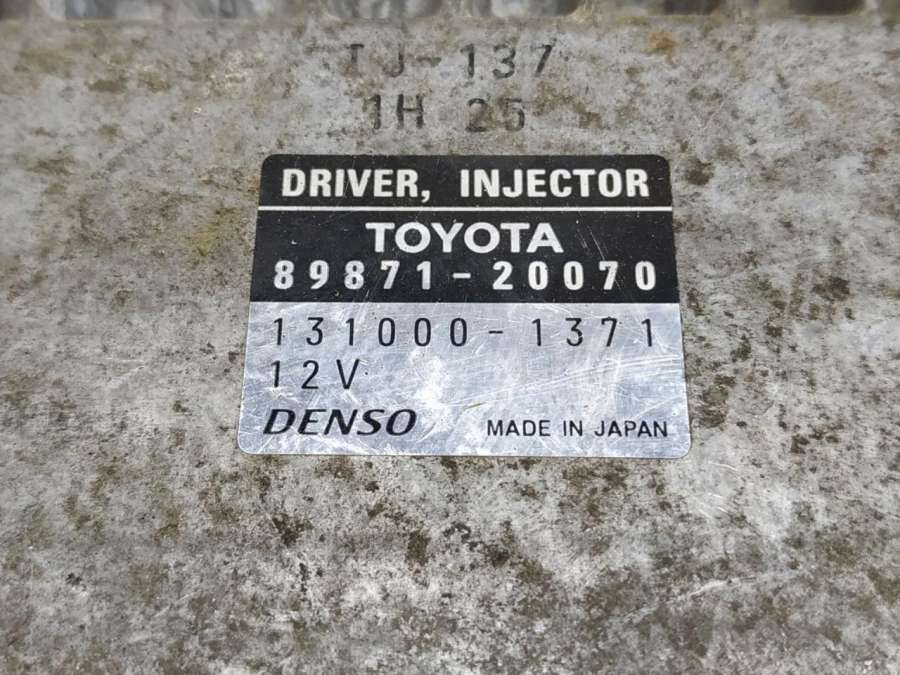 TJ-137
1H 25
DRIVER, INJECTOR
TOYOTA
89871-20070
131000-1371
12V
DENSO MADE IN JAPAN